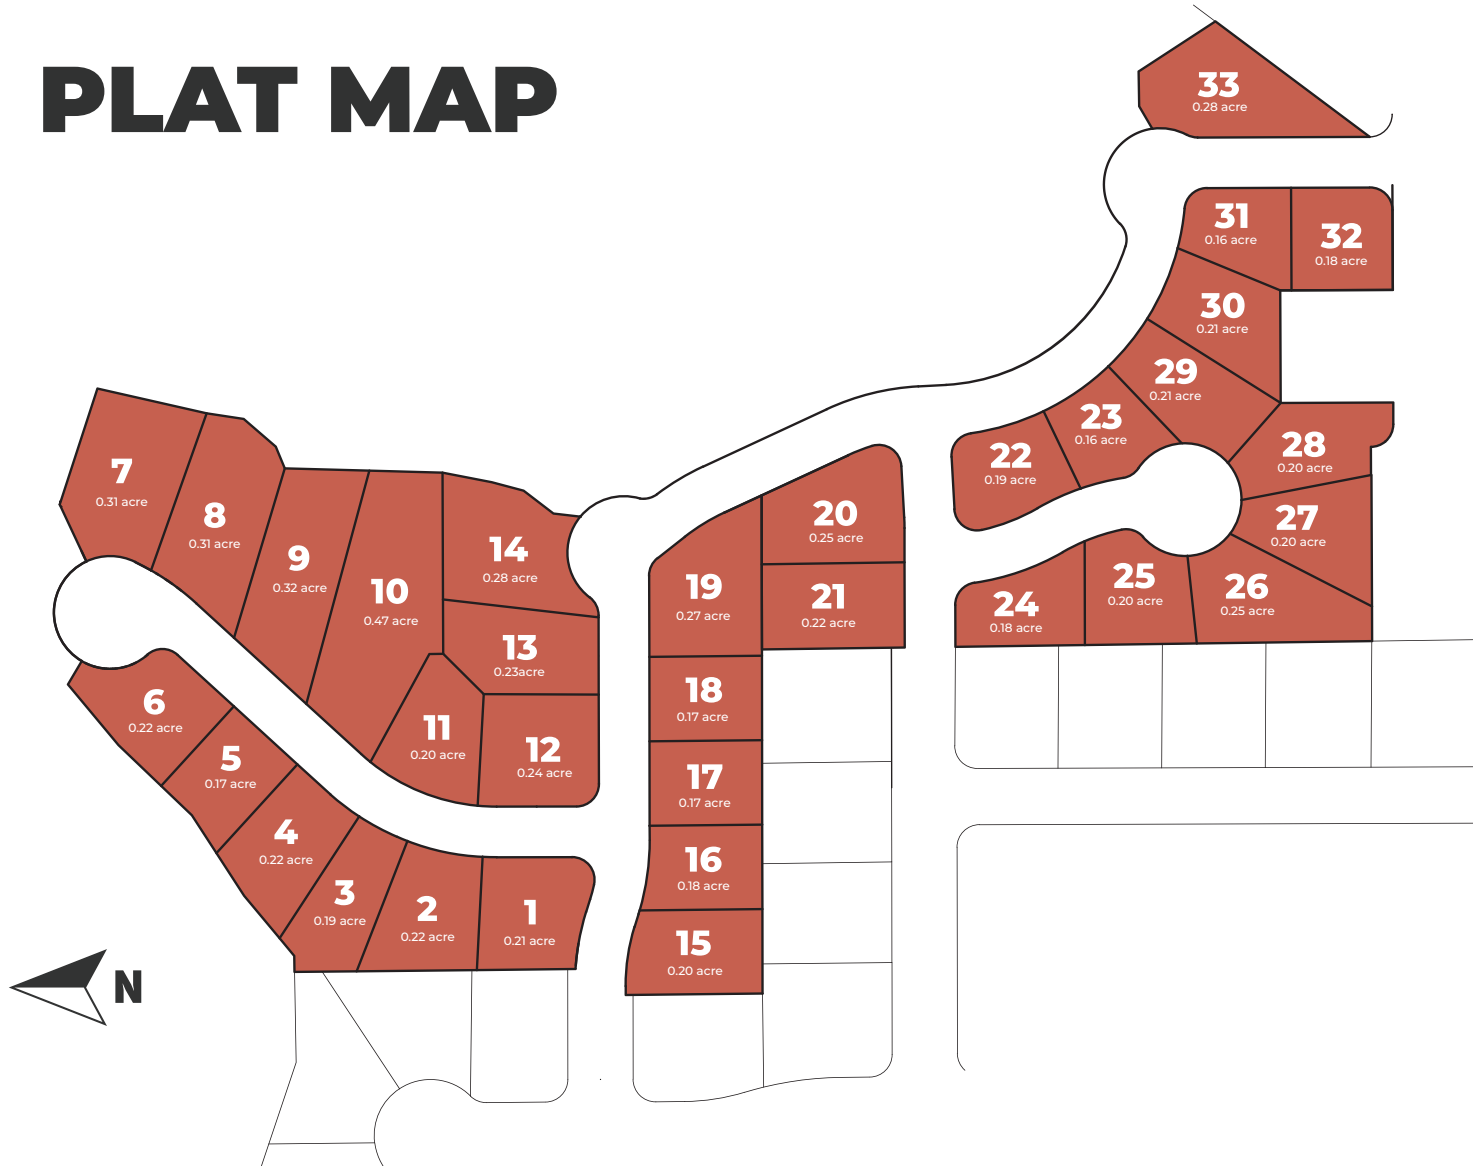 PLAT MAP
33
0.28 acre
31
0.16 acre
32
0.18 acre
30
0.21 acre
29
0.21 acre
23
0.16 acre
22
0.19 acre
28
0.20 acre
27
0.20 acre
26
0.25 acre
25
0.20 acre
24
0.18 acre
20
0.25 acre
21
0.22 acre
19
0.27 acre
18
0.17 acre
17
0.17 acre
16
0.18 acre
15
0.20 acre
7
0.31 acre
8
0.31 acre
9
0.32 acre
10
0.47 acre
14
0.28 acre
13
0.23acre
11
0.20 acre
12
0.24 acre
6
0.22 acre
5
0.17 acre
4
0.22 acre
3
0.19 acre
2
0.22 acre
1
0.21 acre
N